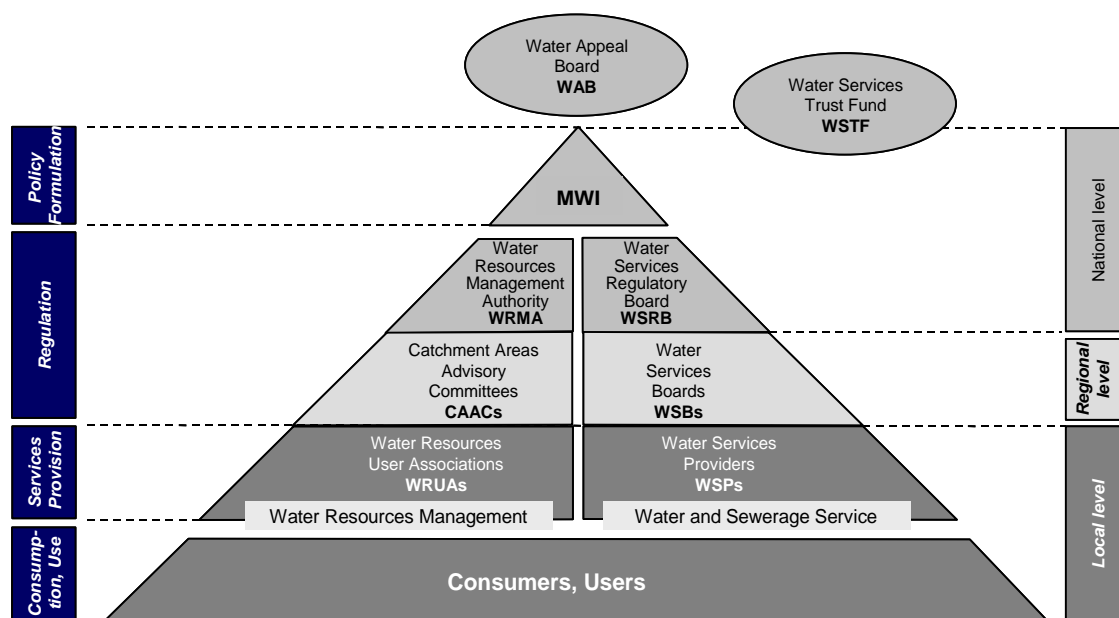 Water Appeal
Board
WAB
Water Services
Trust Fund
WSTF
Policy
Formulation
MWI
National level
Regulation
Water
Resources
Management
Authority
WRMA
Water
Services
Regulatory
Board
WSRB
Catchment Areas
Advisory
Committees
CAACs
Water
Services
Boards
WSBs
Regional
level
Services
Provision
Water Resources
User Associations
WRUAs
Water Services
Providers
WSPs
Water Resources Management
Water and Sewerage Service
Local level
Consump-
tion, Use
Consumers, Users